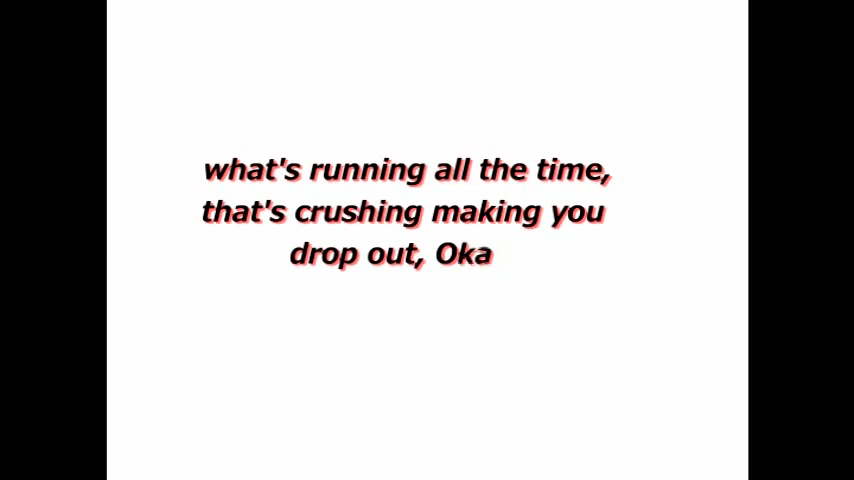 what's running all the time,
that's crushing making you
drop out, Oka